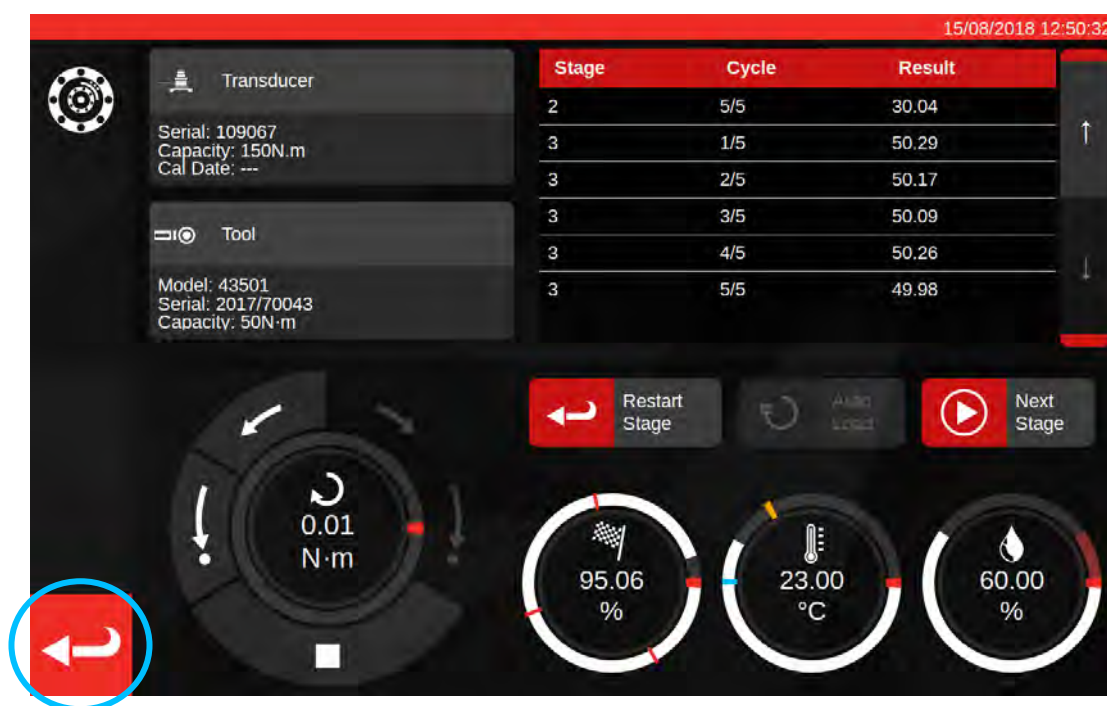 15/08/2018 12:50:32
Transducer
Serial: 109067
Capacity: 150N.m
Cal Date: ---
Tool
Model: 43501
Serial: 2017/70043
Capacity: 50N·m
Stage Cycle Result
2 5/5 30.04
3 1/5 50.29
3 2/5 50.17
3 3/5 50.09
3 4/5 50.26
3 5/5 49.98
Restart
Stage
Auto
Load
Next
Stage
0.01
N·m
95.06
%
23.00
°C
60.00
%